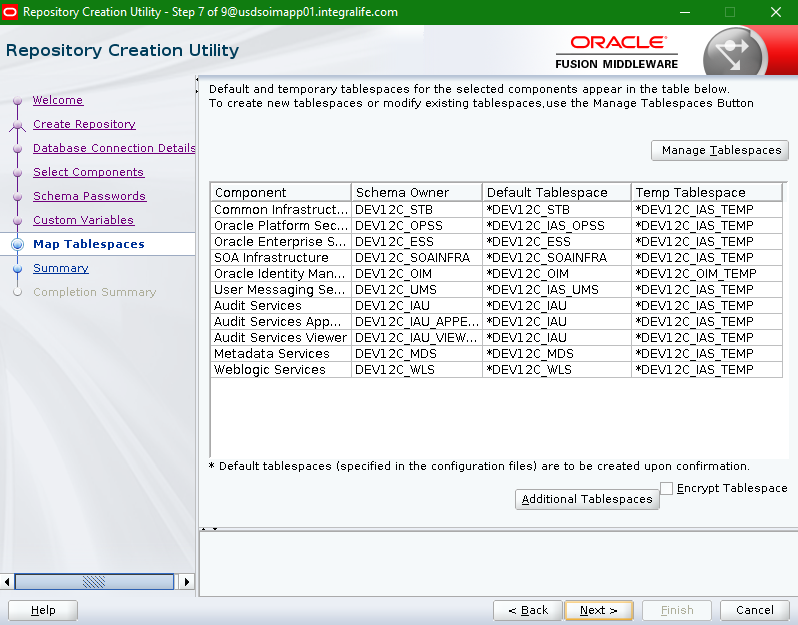 Repository Creation Utility - Step 7 of 9@usdsoimapp01.integralife.com
Repository Creation Utility
ORACLE
FUSION MIDDLEWARE
Welcome
Create Repository
Database Connection Details
Select Components
Schema Passwords
Custom Variables
Map Tablespaces
Summary
Completion Summary
Default and temporary tablespaces for the selected components appear in the table below.
To create new tablespaces or modify existing tablespaces,use the Manage Tablespaces Button
Manage Tablespaces
Component Schema Owner Default Tablespace Temp Tablespace
Common Infrastruct... DEV12C_STB *DEV12C_STB *DEV12C_IAS_TEMP
Oracle Platform Sec... DEV12C_OPSS *DEV12C_IAS_OPSS *DEV12C_IAS_TEMP
Oracle Enterprise S... DEV12C_ESS *DEV12C_ESS *DEV12C_IAS_TEMP
SOA Infrastructure DEV12C_SOAINFRA *DEV12C_SOAINFRA *DEV12C_IAS_TEMP
Oracle Identity Man... DEV12C_OIM *DEV12C_OIM *DEV12C_OIM_TEMP
User Messaging Se... DEV12C_UMS *DEV12C_IAS_UMS *DEV12C_IAS_TEMP
Audit Services DEV12C_IAU *DEV12C_IAU *DEV12C_IAS_TEMP
Audit Services App... DEV12C_IAU_APPE... *DEV12C_IAU *DEV12C_IAS_TEMP
Audit Services Viewer DEV12C_IAU_VIEW... *DEV12C_IAU *DEV12C_IAS_TEMP
Metadata Services DEV12C_MDS *DEV12C_MDS *DEV12C_IAS_TEMP
Weblogic Services DEV12C_WLS *DEV12C_WLS *DEV12C_IAS_TEMP
* Default tablespaces (specified in the configuration files) are to be created upon confirmation.
Encrypt Tablespace
Additional Tablespaces
Help < Back Next > Finish Cancel